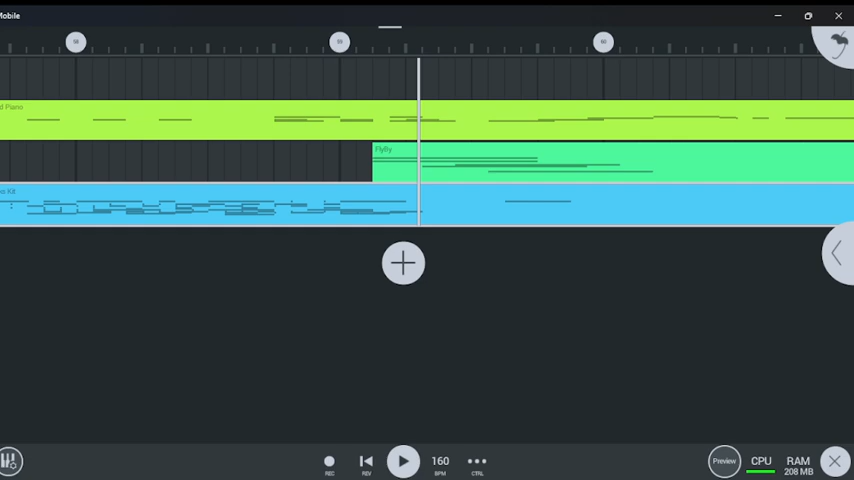 Mobile
d Piano
FlyBy
Kit
Preview
CPU
RAM
208 MB
160
REC
REV
BPM
CTRL